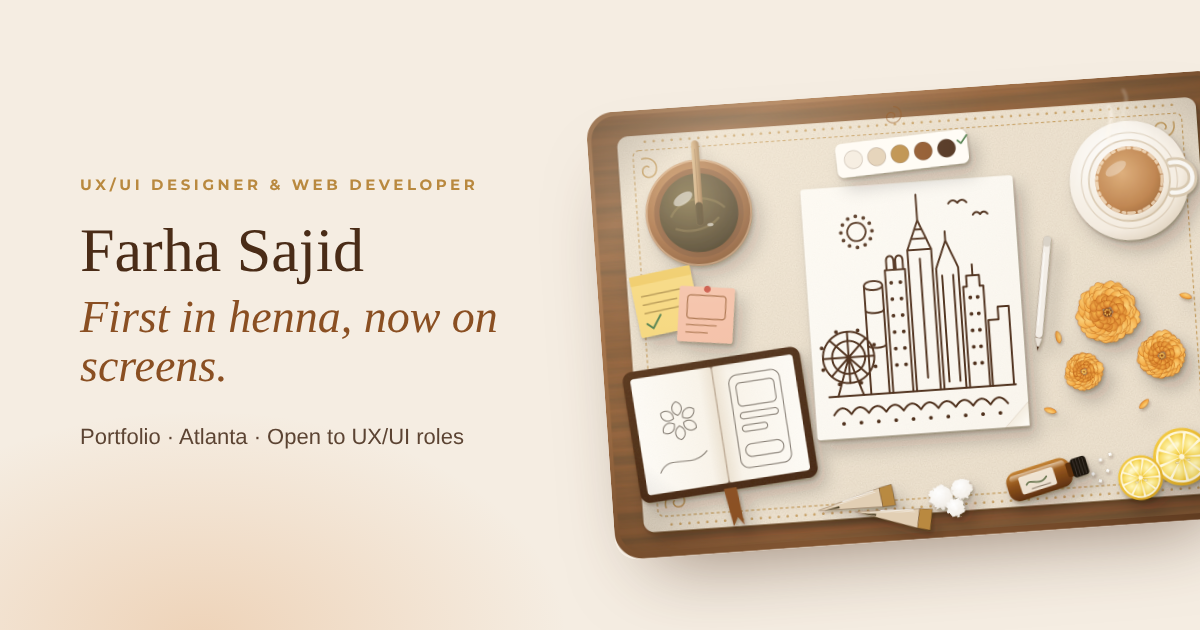 UX/UI DESIGNER & WEB DEVELOPER
Farha Sajid
First in henna, now on
screens.
Portfolio · Atlanta · Open to UX/UI roles